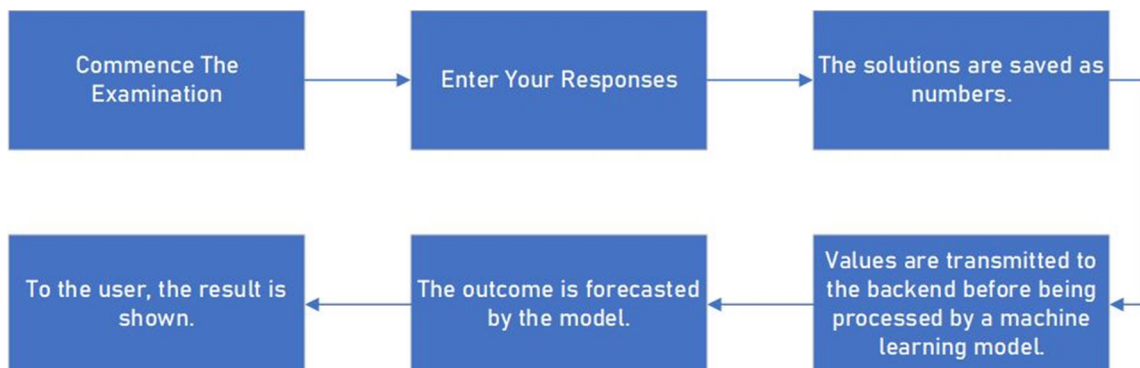 Commence The
Examination
Enter Your Responses
The solutions are saved as
numbers.
Values are transmitted to
the backend before being
processed by a machine
learning model.
The outcome is forecasted
by the model.
To the user, the result is
shown.